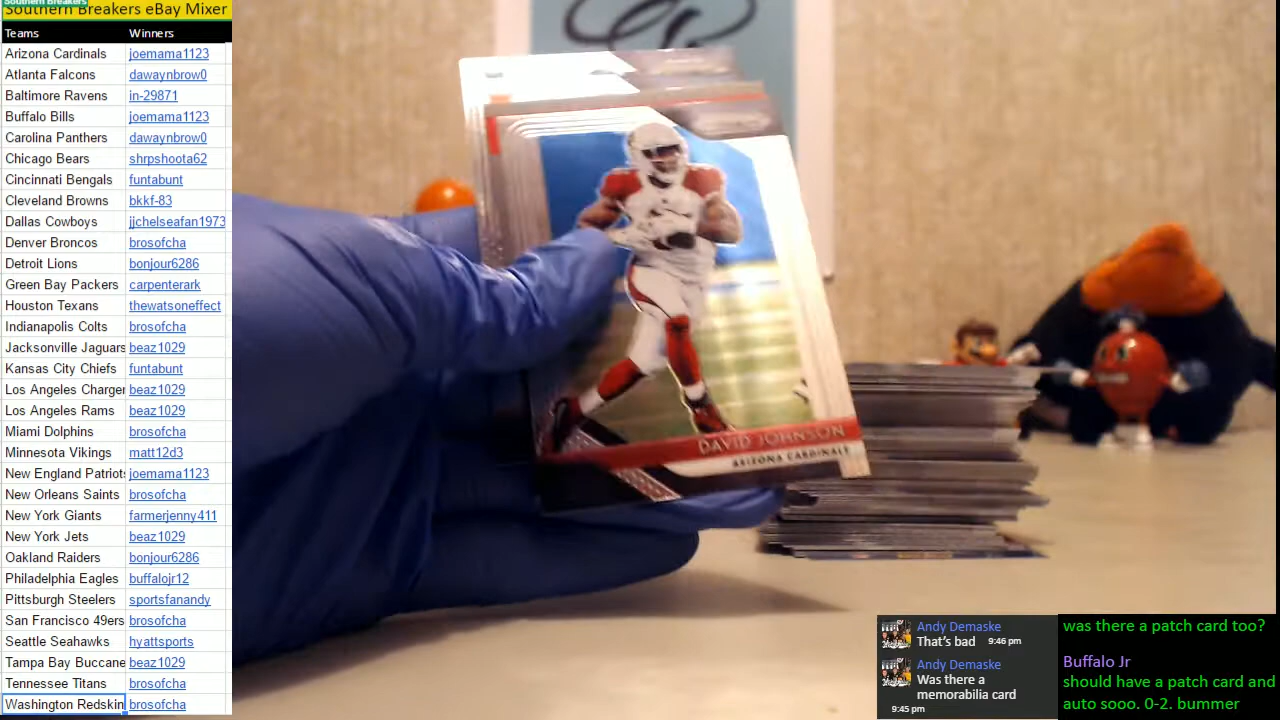 Southern Breakers
Southern Breakers eBay Mixer
Teams Winners
Arizona Cardinals joemama1123
Atlanta Falcons dawaynbrow0
Baltimore Ravens in-29871
Buffalo Bills joemama1123
Carolina Panthers dawaynbrow0
Chicago Bears shrpshoota62
Cincinnati Bengals funtabunt
Cleveland Browns bkkf-83
Dallas Cowboys jjchelseafan1973
Denver Broncos brosofcha
Detroit Lions bonjour6286
Green Bay Packers carpenterark
Houston Texans thewatsoneffect
Indianapolis Colts brosofcha
Jacksonville Jaguars beaz1029
Kansas City Chiefs funtabunt
Los Angeles Charger beaz1029
Los Angeles Rams beaz1029
Miami Dolphins brosofcha
Minnesota Vikings matt12d3
New England Patriots joemama1123
New Orleans Saints brosofcha
New York Giants farmerjenny411
New York Jets beaz1029
Oakland Raiders bonjour6286
Philadelphia Eagles buffalojr12
Pittsburgh Steelers sportsfanandy
San Francisco 49ers brosofcha
Seattle Seahawks hyattsports
Tampa Bay Buccane beaz1029
Tennessee Titans brosofcha
Washington Redskin brosofcha
DAVID JOHNSON
ARIZONA CARDINALS
Andy Demaske
That's bad 9:46 pm
Andy Demaske
Was there a
memorabilia card
9:45 pm
was there a patch card too?
Buffalo Jr
should have a patch card and
auto sooo. 0-2. bummer